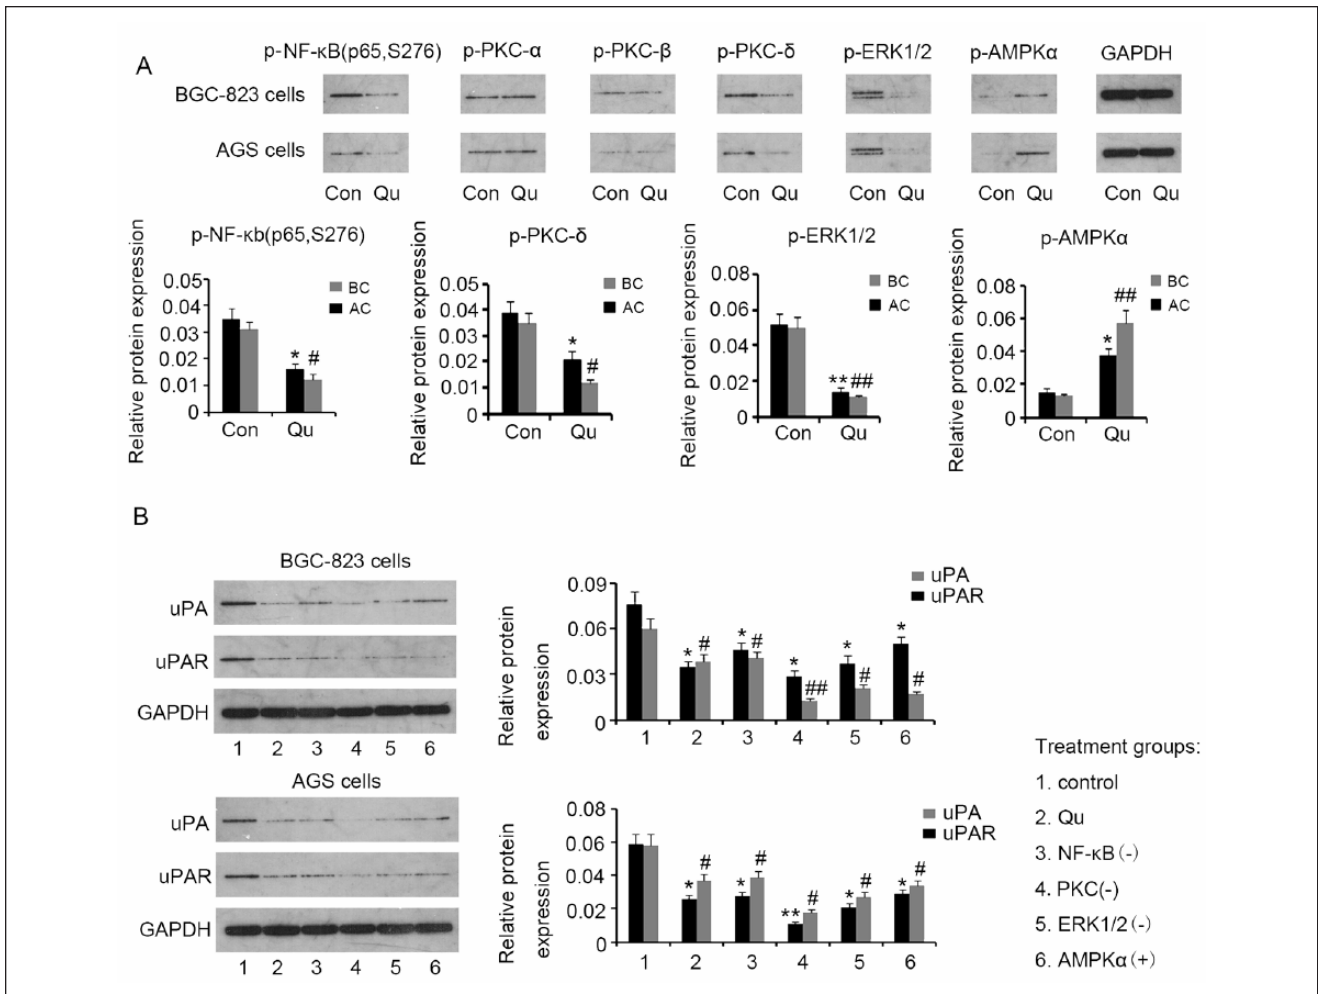 A
p-NF-κB(p65,S276) p-PKC-α p-PKC-β p-PKC-δ p-ERK1/2 p-AMPKα GAPDH
BGC-823 cells
AGS cells
Con Qu Con Qu Con Qu Con Qu Con Qu Con Qu Con Qu
p-NF-κb(p65,S276)
Relative protein expression
0.05
0.04
0.03
0.02
0.01
0
BC
AC
* #
Con Qu
p-PKC-δ
Relative protein expression
0.05
0.04
0.03
0.02
0.01
0
BC
AC
* #
Con Qu
p-ERK1/2
Relative protein expression
0.08
0.06
0.04
0.02
0
BC
AC
** ##
Con Qu
p-AMPKα
Relative protein expression
0.08
0.06
0.04
0.02
0
BC
AC
* ##
Con Qu
B
BGC-823 cells
uPA
uPAR
GAPDH
1 2 3 4 5 6
Relative protein
expression
0.09
0.06
0.03
0
uPA
uPAR
* # * # * ## * # * #
1 2 3 4 5 6
AGS cells
uPA
uPAR
GAPDH
1 2 3 4 5 6
Relative protein
expression
0.08
0.06
0.04
0.02
0
uPA
uPAR
* # * # ** # * # * #
1 2 3 4 5 6
Treatment groups:
1. control
2. Qu
3. NF-κB(-)
4. PKC(-)
5. ERK1/2(-)
6. AMPKα(+)